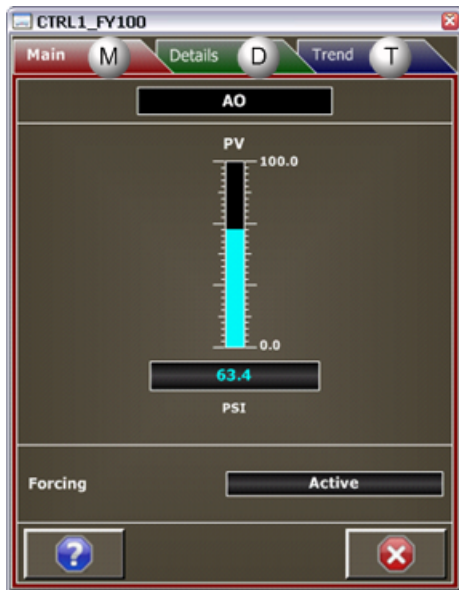 CTRL1_FY100
Main M Details D Trend T
AO
PV
100.0
0.0
63.4
PSI
Forcing Active
?